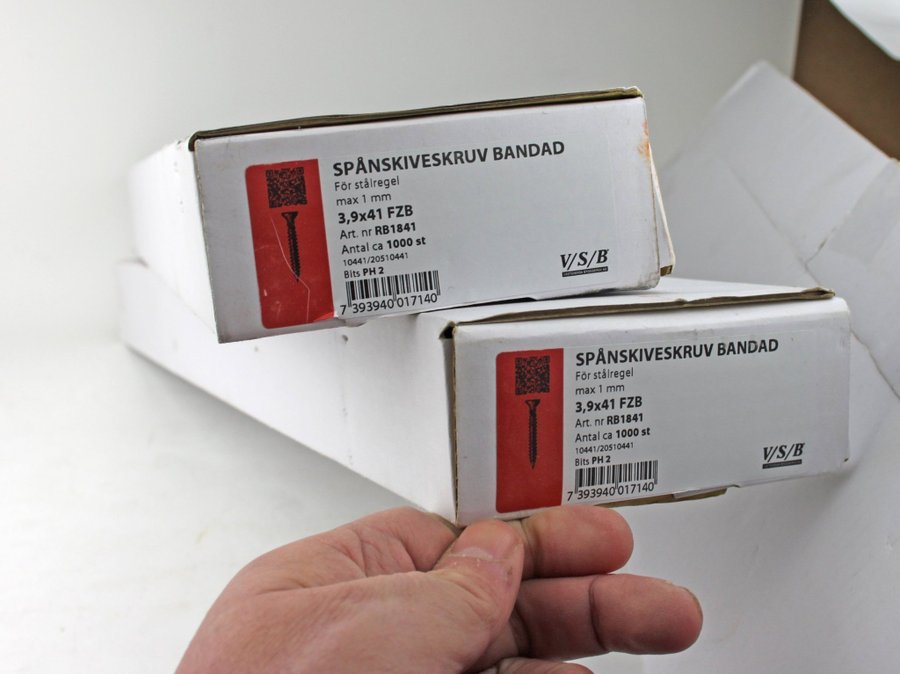 SPÅNSKIVESKRUV BANDAD
För stålregel
max 1 mm
3,9x41 FZB
Art. nr RB1841
Antal ca 1000 st
10441/20510441
Bits PH 2
7 393940 017140
V/S/B
SPÅNSKIVESKRUV BANDAD
För stålregel
max 1 mm
3,9x41 FZB
Art. nr RB1841
Antal ca 1000 st
10441/20510441
Bits PH 2
7 393940 017140
V/S/B